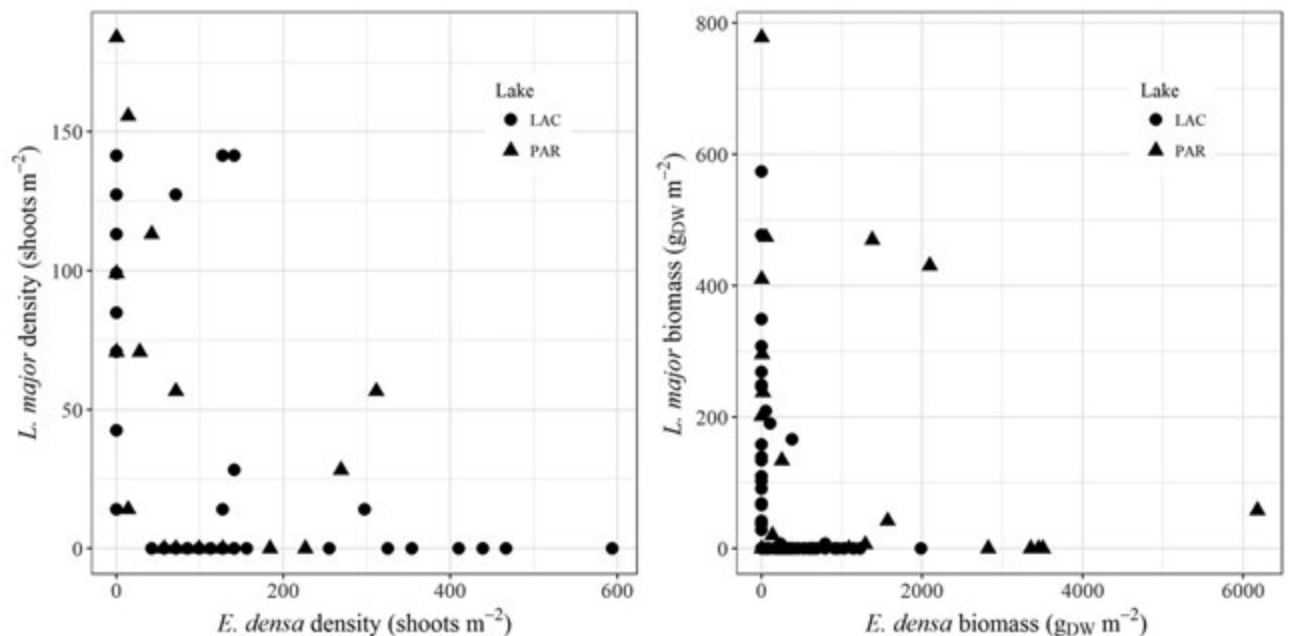 150
100
50
0
L. major density (shoots m⁻²)
0 200 400 600
E. densa density (shoots m⁻²)
Lake
LAC
PAR
800
600
400
200
0
L. major biomass (gDW m⁻²)
0 2000 4000 6000
E. densa biomass (gDW m⁻²)
Lake
LAC
PAR